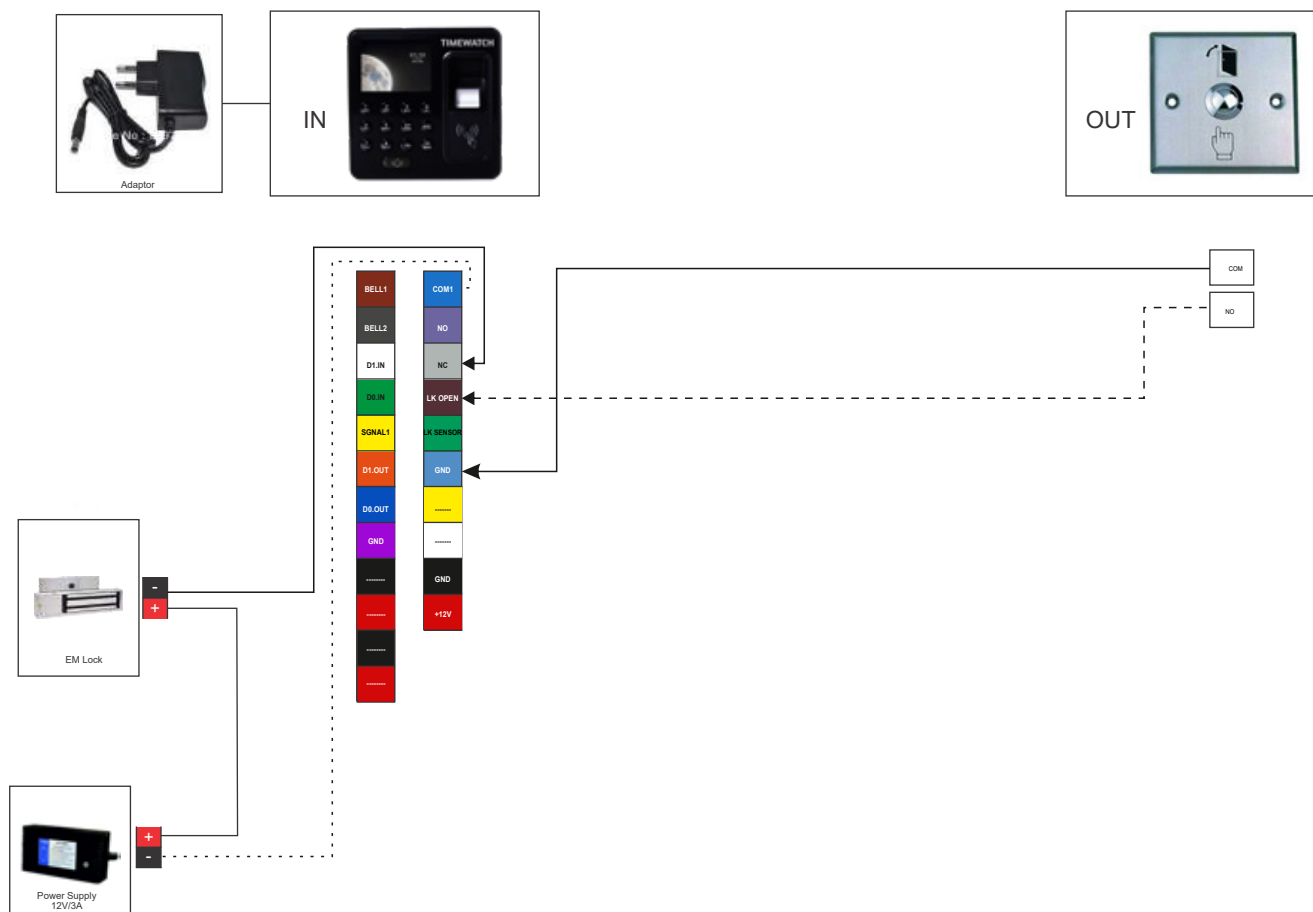 TIMEWATCH
IN
OUT
Adaptor
COM
NO
BELL1
COM1
BELL2
NO
D1.IN
NC
D0.IN
LK OPEN
SGNAL1
LK SENSOR
D1.OUT
GND
D0.OUT
-------
GND
-------
--------
GND
--------
+12V
--------
--------
-
+
EM Lock
+
-
Power Supply
12V/3A